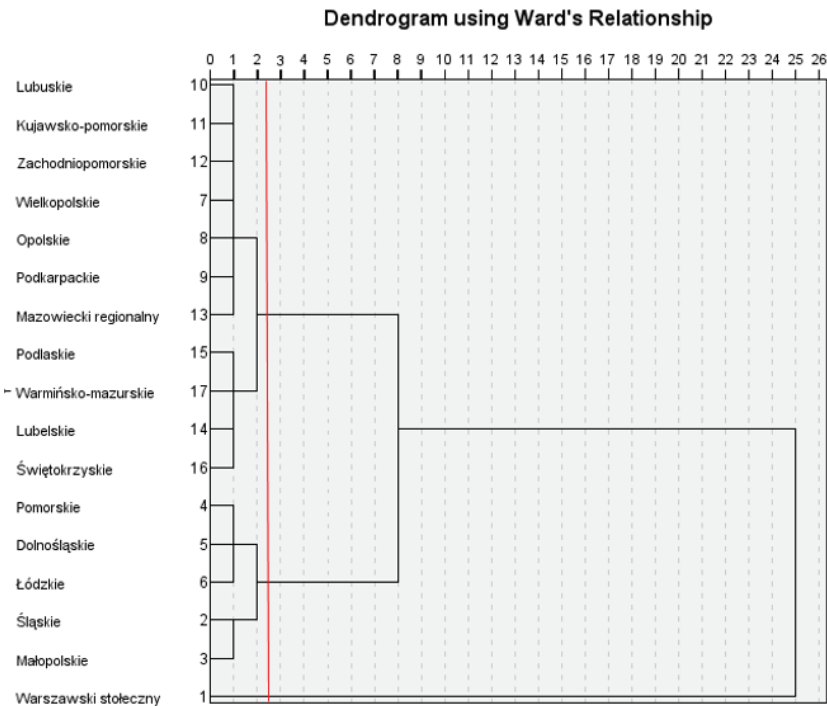 Dendrogram using Ward's Relationship
0 1 2 3 4 5 6 7 8 9 10 11 12 13 14 15 16 17 18 19 20 21 22 23 24 25 26
Lubuskie 10
Kujawsko-pomorskie 11
Zachodniopomorskie 12
Wielkopolskie 7
Opolskie 8
Podkarpackie 9
Mazowiecki regionalny 13
Podlaskie 15
Warmińsko-mazurskie 17
Lubelskie 14
Świętokrzyskie 16
Pomorskie 4
Dolnośląskie 5
Łódzkie 6
Śląskie 2
Małopolskie 3
Warszawski stołeczny 1